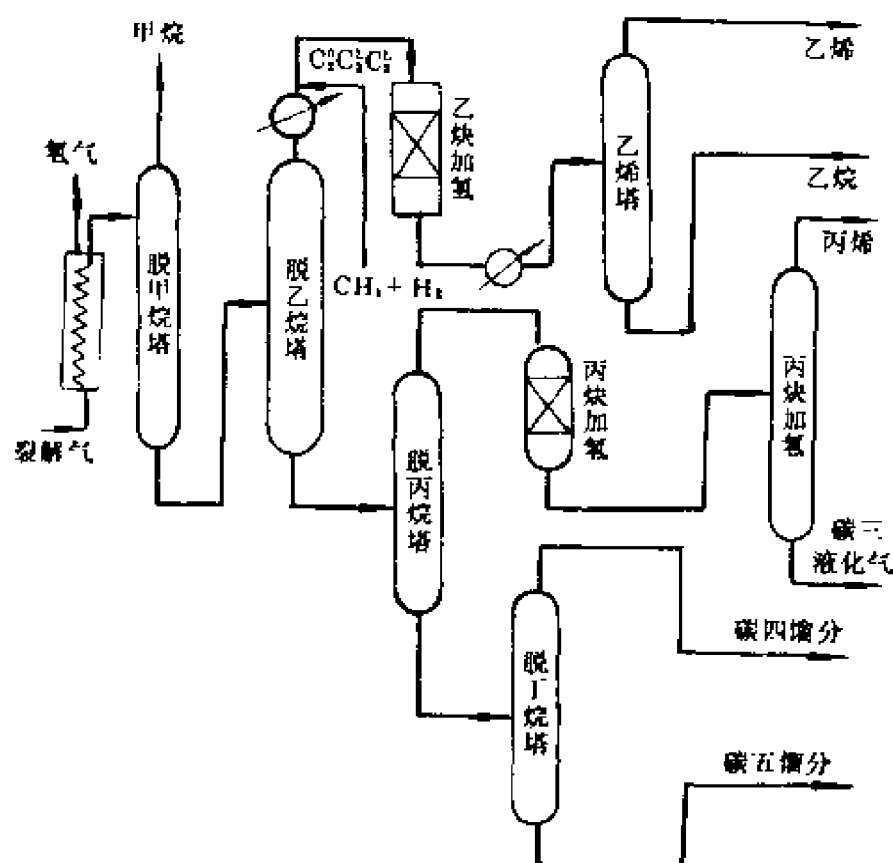 甲烷
C⁰₂C²₂C²₂
乙烯
乙炔加氢
氢气
乙烯塔
乙烷
丙烯
脱甲烷塔
脱乙烷塔
CH₄ + H₂
丙炔加氢
丙炔加氢
裂解气
脱丙烷塔
碳三
液化气
碳四馏分
脱丁烷塔
碳五馏分